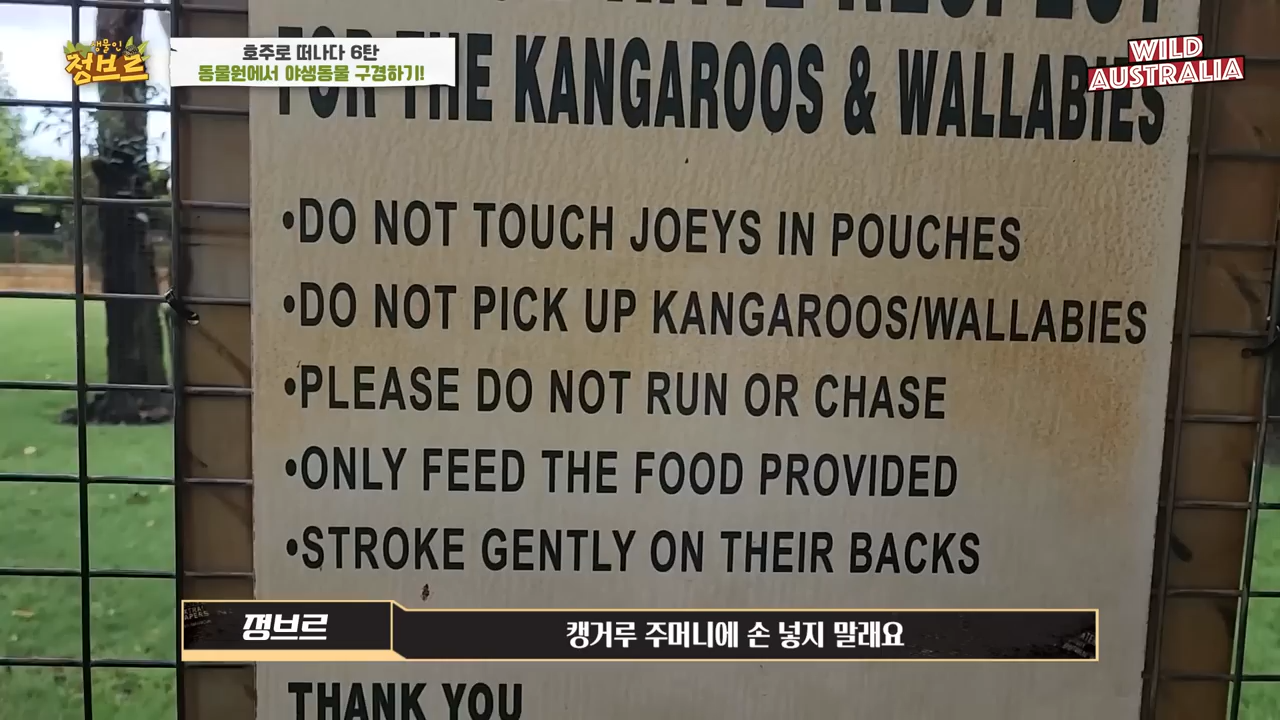 생물인
정브르
호주로 떠나다 6탄
동물원에서 야생동물 구경하기!
WILD
AUSTRALIA
RESPECT
FOR THE KANGAROOS & WALLABIES
•DO NOT TOUCH JOEYS IN POUCHES
•DO NOT PICK UP KANGAROOS/WALLABIES
•PLEASE DO NOT RUN OR CHASE
•ONLY FEED THE FOOD PROVIDED
•STROKE GENTLY ON THEIR BACKS
정브르
캥거루 주머니에 손 넣지 말래요
THANK YOU